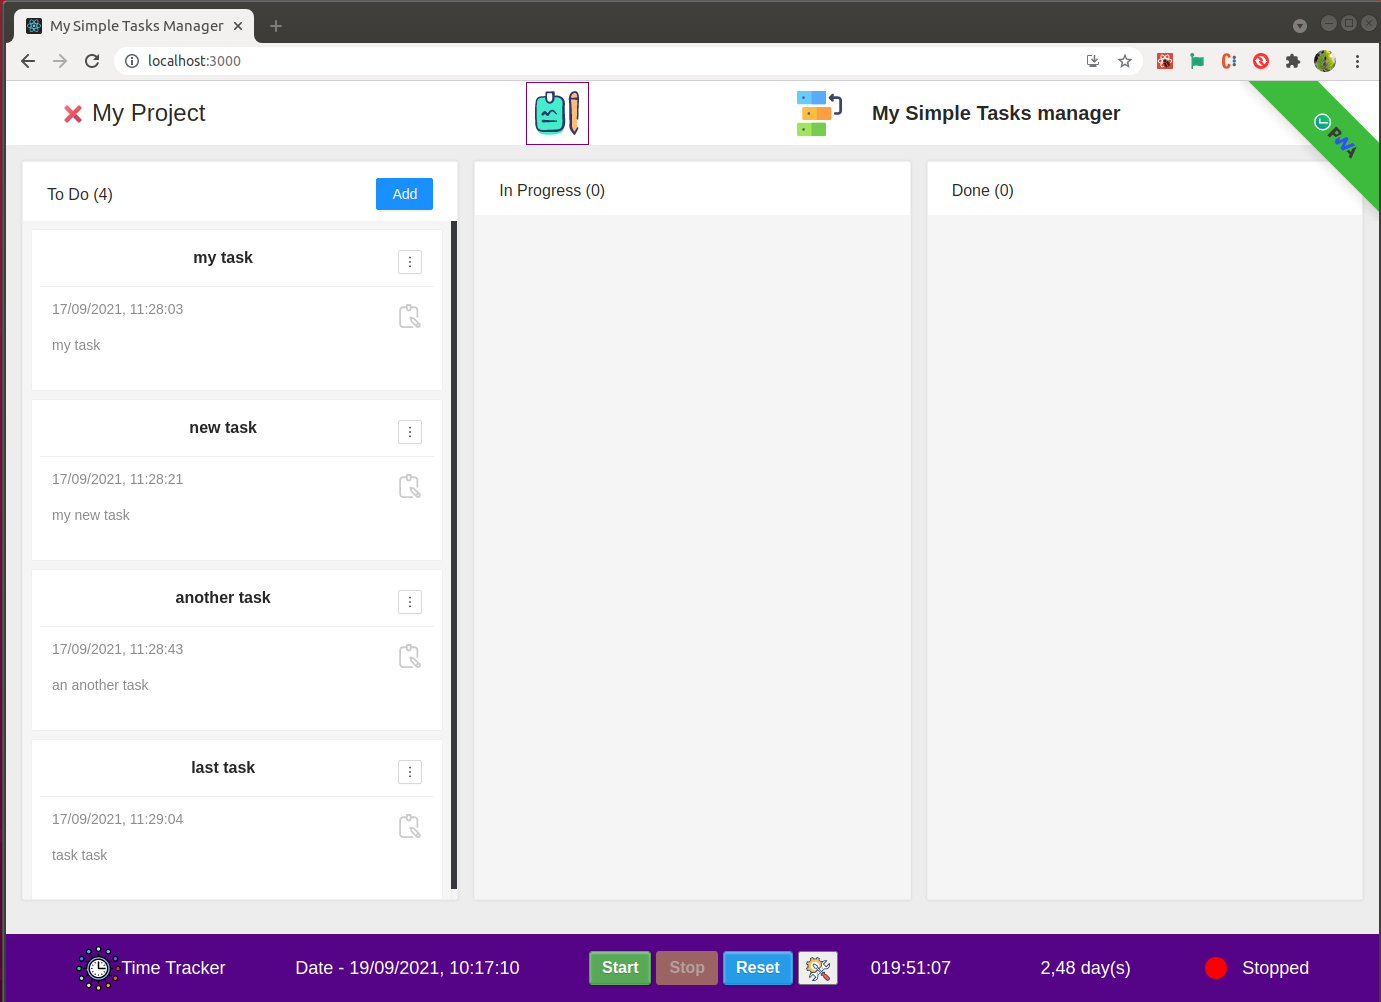 My Simple Tasks Manager
localhost:3000
My Project
My Simple Tasks manager
PWA
To Do (4)
Add
In Progress (0)
Done (0)
my task
17/09/2021, 11:28:03
my task
new task
17/09/2021, 11:28:21
my new task
another task
17/09/2021, 11:28:43
an another task
last task
17/09/2021, 11:29:04
task task
Time Tracker
Date - 19/09/2021, 10:17:10
Start
Stop
Reset
019:51:07
2,48 day(s)
Stopped